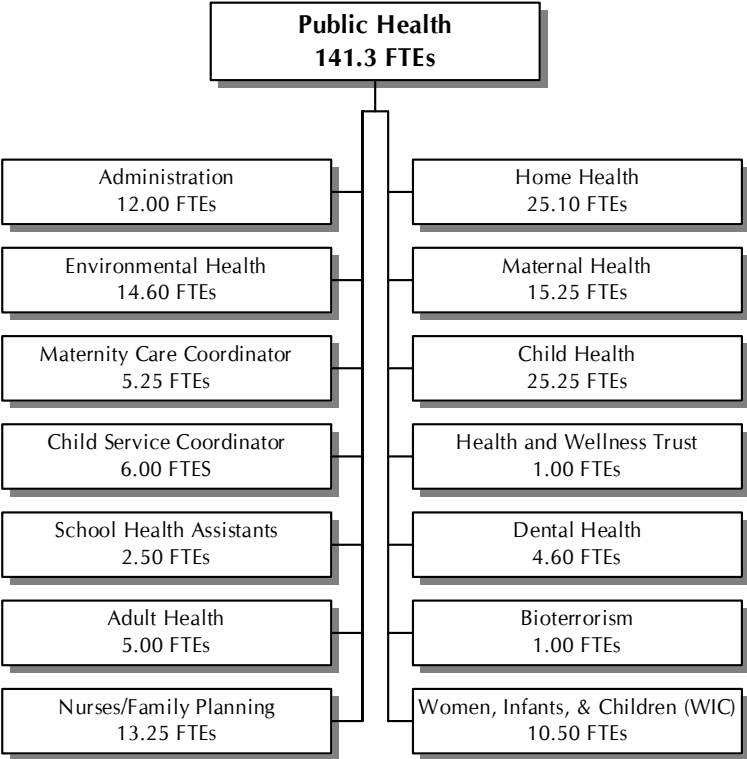 Public Health
141.3 FTEs
Administration
12.00 FTEs
Home Health
25.10 FTEs
Environmental Health
14.60 FTEs
Maternal Health
15.25 FTEs
Maternity Care Coordinator
5.25 FTEs
Child Health
25.25 FTEs
Child Service Coordinator
6.00 FTES
Health and Wellness Trust
1.00 FTEs
School Health Assistants
2.50 FTEs
Dental Health
4.60 FTEs
Adult Health
5.00 FTEs
Bioterrorism
1.00 FTEs
Nurses/Family Planning
13.25 FTEs
Women, Infants, & Children (WIC)
10.50 FTEs